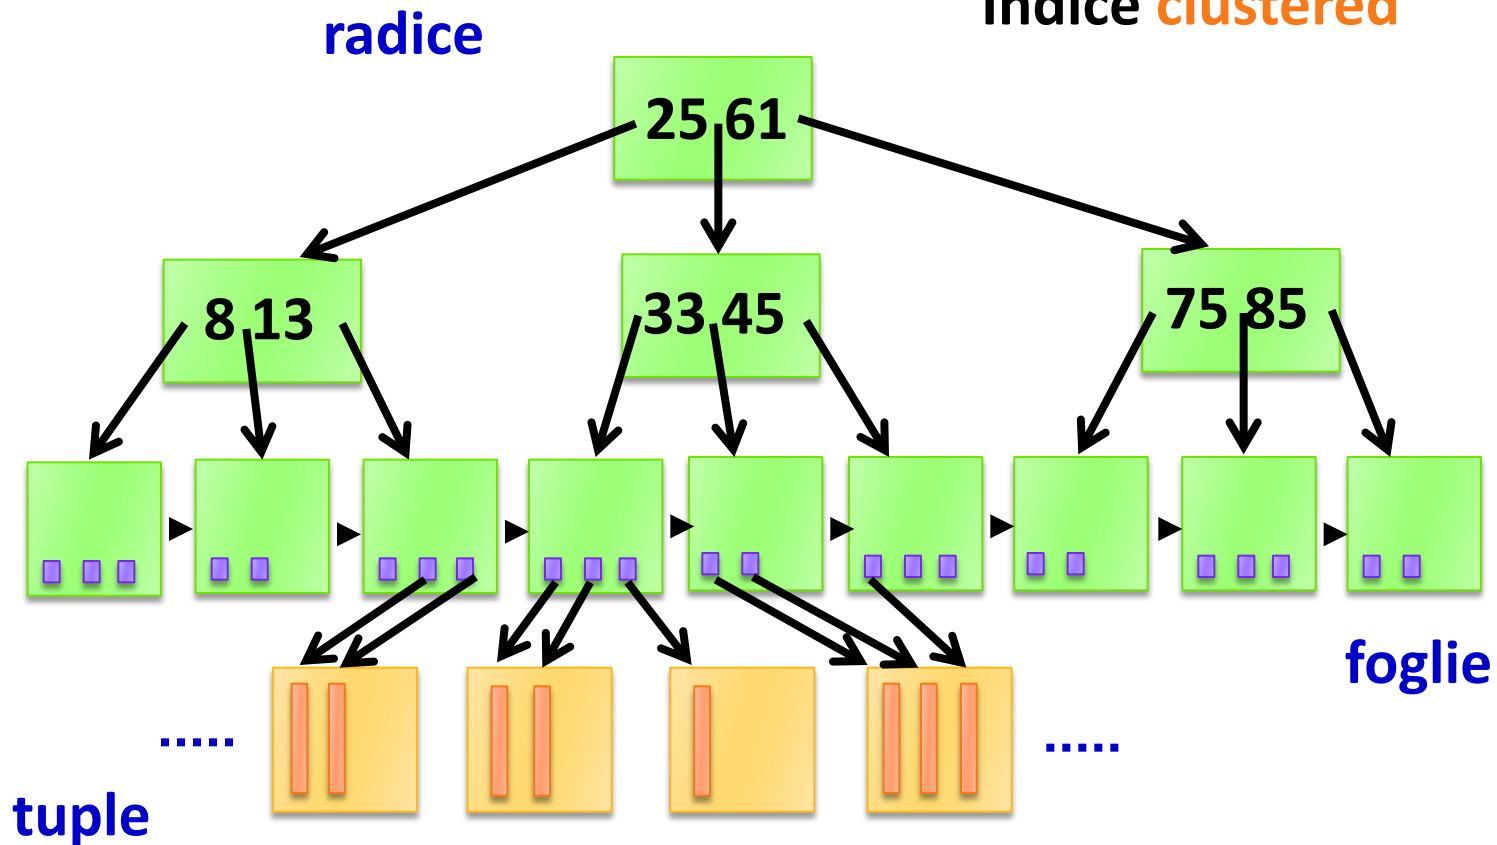 radice
indice clustered
25 61
8 13
33 45
75 85
foglie
.....
.....
tuple